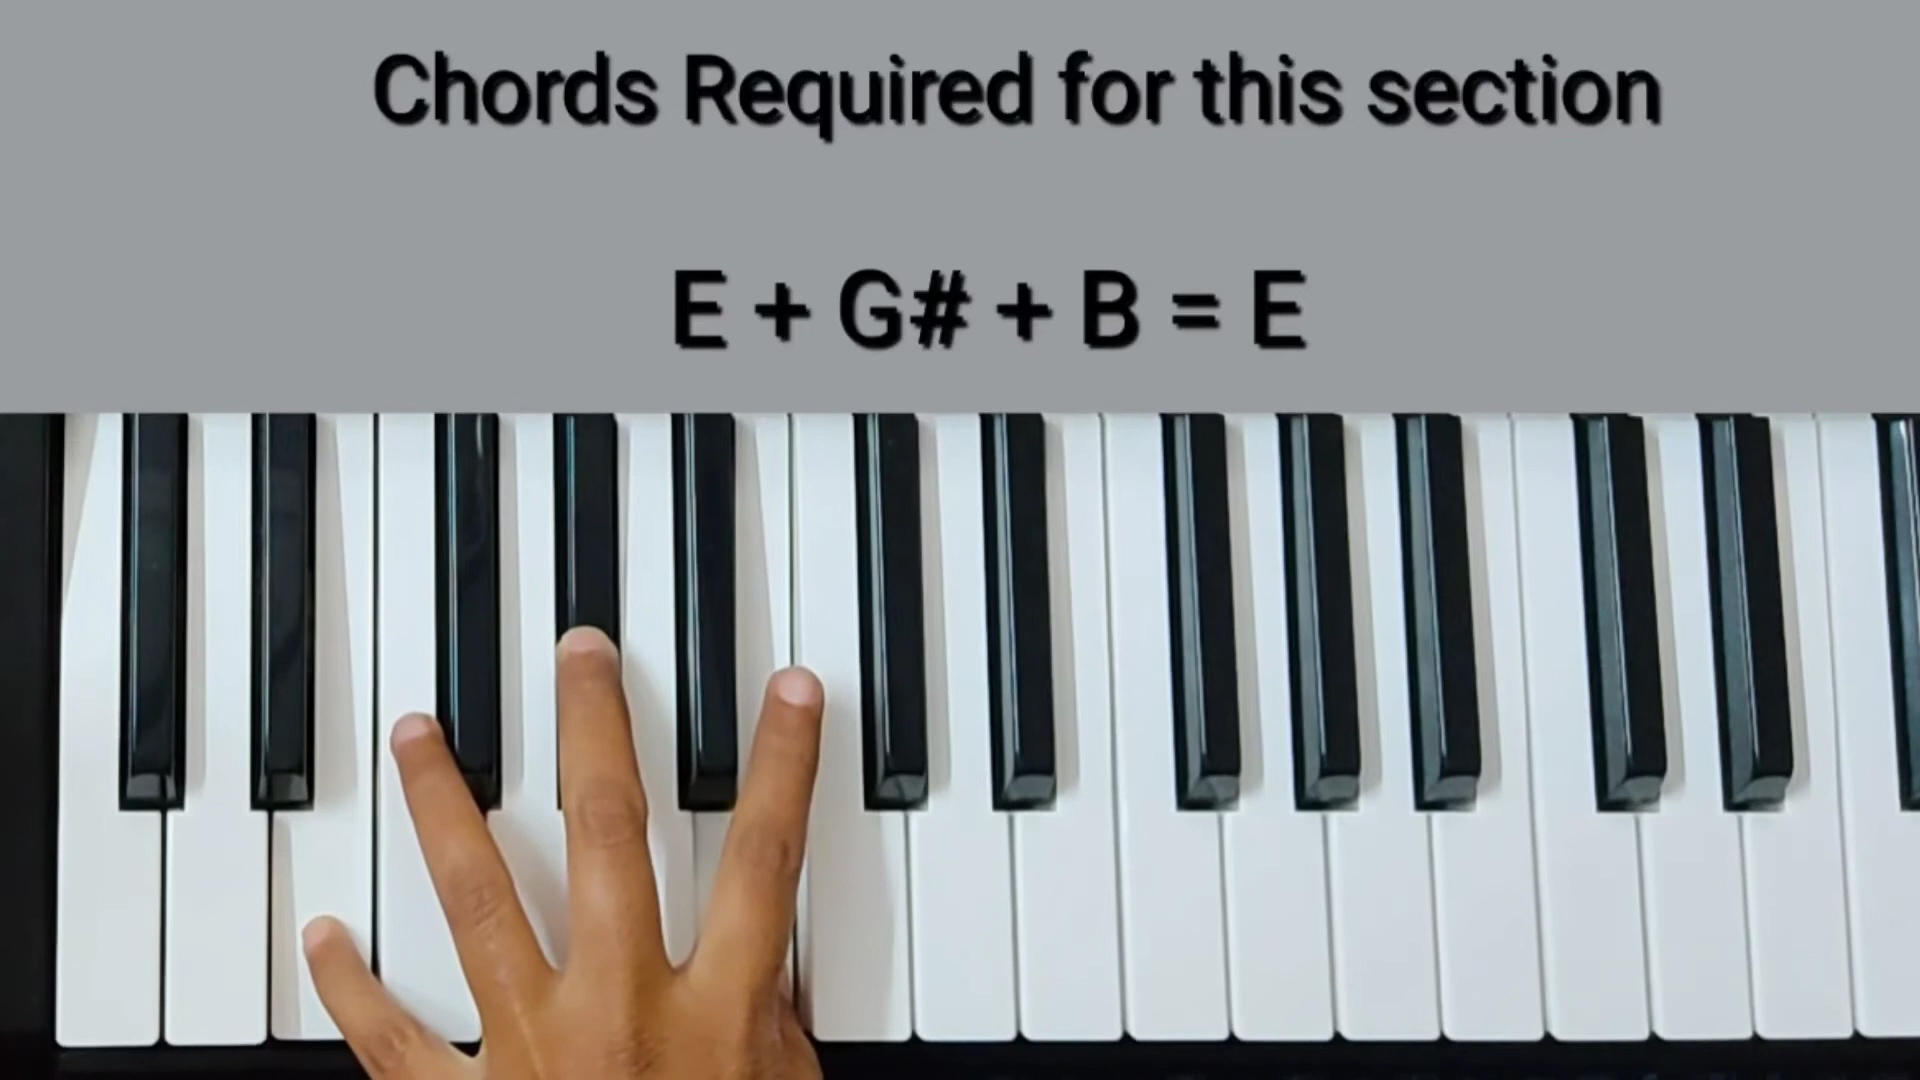 Chords Required for this section
E + G# + B = E